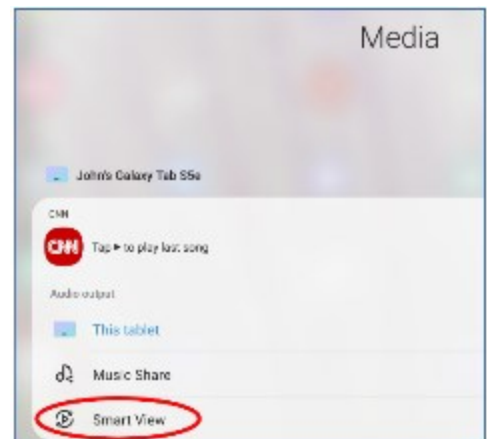 Media
John's Galaxy Tab S5e
CNN
CNN
Tap ► to play last song
Audio output
This tablet
Music Share
Smart View